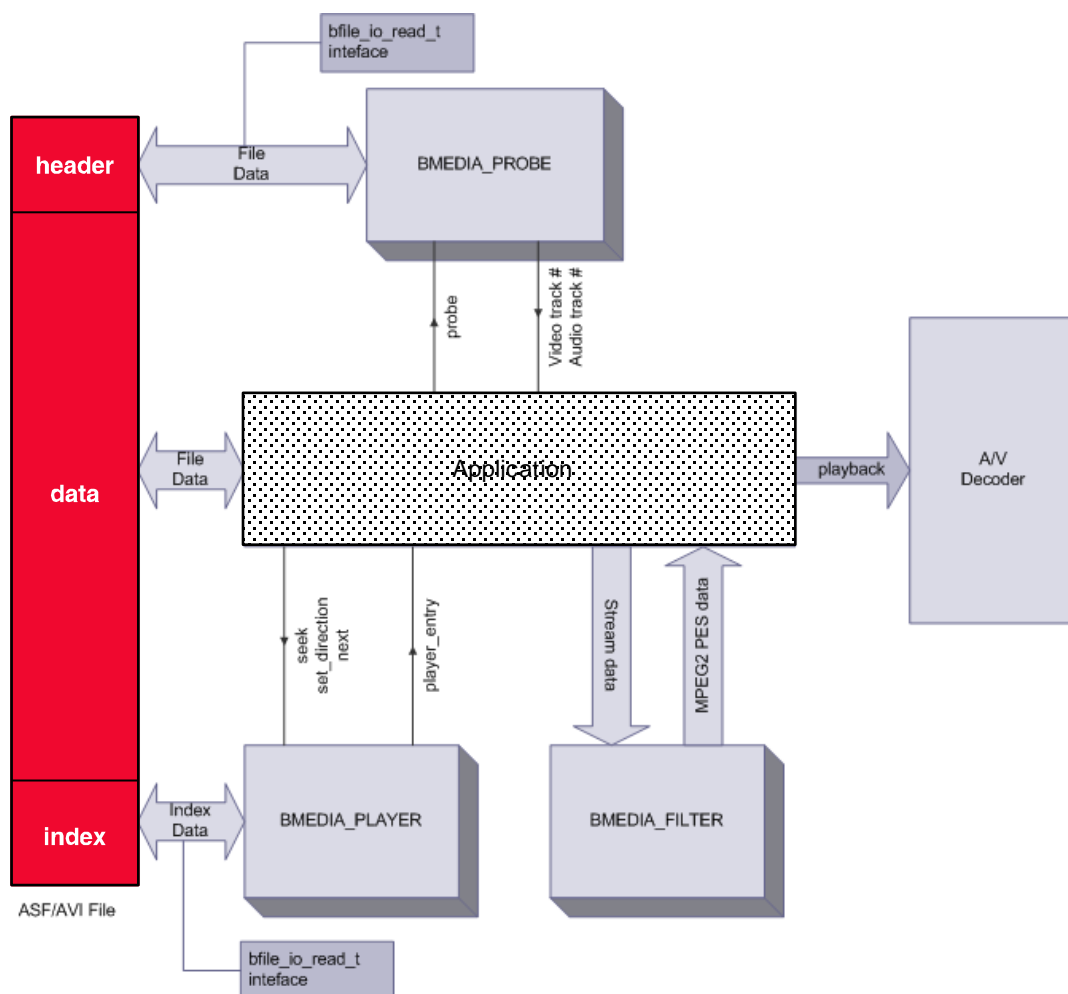 bfile_io_read_t
inteface
header
File
Data
BMEDIA_PROBE
probe
Video track #
Audio track #
data
File
Data
Application
playback
A/V
Decoder
seek
set_direction
next
player_entry
Stream data
MPEG2 PES data
index
Index
Data
BMEDIA_PLAYER
BMEDIA_FILTER
ASF/AVI File
bfile_io_read_t
inteface